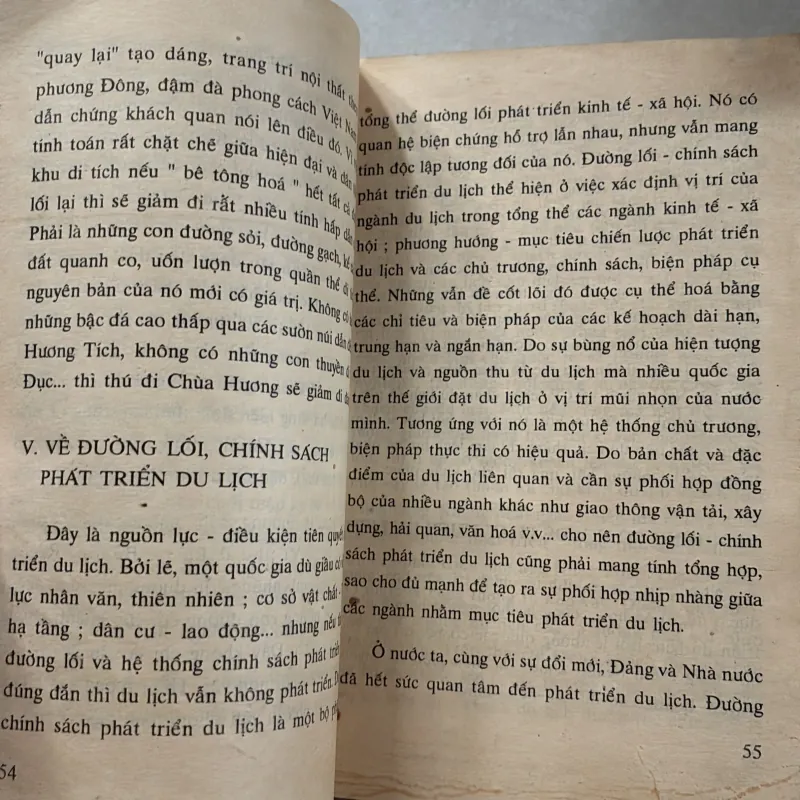 "quay lại" tạo dáng, trang trí nội thất
phương Đông, đậm đà phong cách Việt Nam
dẫn chứng khách quan nói lên điều đó. Vì
tính toán rất chặt chẽ giữa hiện đại và dân
khu di tích nếu " bê tông hoá " hết tất cả
lối lại thì sẽ giảm đi rất nhiều tính hấp dẫn
Phải là những con đường sỏi, đường gạch,
đất quanh co, uốn lượn trong quần thể di
nguyên bản của nó mới có giá trị. Không có
những bậc đá cao thấp qua các sườn núi dẫn
Hương Tích, không có những con thuyền
Đục... thì thú đi Chùa Hương sẽ giảm đi
V. VỀ ĐƯỜNG LỐI, CHÍNH SÁCH
PHÁT TRIỂN DU LỊCH
Đây là nguồn lực - điều kiện tiên quyết
triển du lịch. Bởi lẽ, một quốc gia dù giầu có
lực nhân văn, thiên nhiên ; cơ sở vật chất -
hạ tầng ; dân cư - lao động... nhưng nếu
đường lối và hệ thống chính sách phát triển
đúng đắn thì du lịch vẫn không phát triển.
chính sách phát triển du lịch là một bộ
54
tổng thể đường lối phát triển kinh tế - xã hội. Nó có
quan hệ biện chứng hỗ trợ lẫn nhau, nhưng vẫn mang
tính độc lập tương đối của nó. Đường lối - chính sách
phát triển du lịch thể hiện ở việc xác định vị trí của
ngành du lịch trong tổng thể các ngành kinh tế - xã
hội ; phương hướng - mục tiêu chiến lược phát triển
du lịch và các chủ trương, chính sách, biện pháp cụ
thể. Những vấn đề cốt lõi đó được cụ thể hoá bằng
các chỉ tiêu và biện pháp của các kế hoạch dài hạn,
trung hạn và ngắn hạn. Do sự bùng nổ của hiện tượng
du lịch và nguồn thu từ du lịch mà nhiều quốc gia
trên thế giới đặt du lịch ở vị trí mũi nhọn của nước
mình. Tương ứng với nó là một hệ thống chủ trương,
biện pháp thực thi có hiệu quả. Do bản chất và đặc
điểm của du lịch liên quan và cần sự phối hợp đồng
bộ của nhiều ngành khác như giao thông vận tải, xây
dựng, hải quan, văn hoá v.v... cho nên đường lối - chính
sách phát triển du lịch cũng phải mang tính tổng hợp,
sao cho đủ mạnh để tạo ra sự phối hợp nhịp nhàng giữa
các ngành nhằm mục tiêu phát triển du lịch.
Ở nước ta, cùng với sự đổi mới, Đảng và Nhà nước
đã hết sức quan tâm đến phát triển du lịch. Đường
55